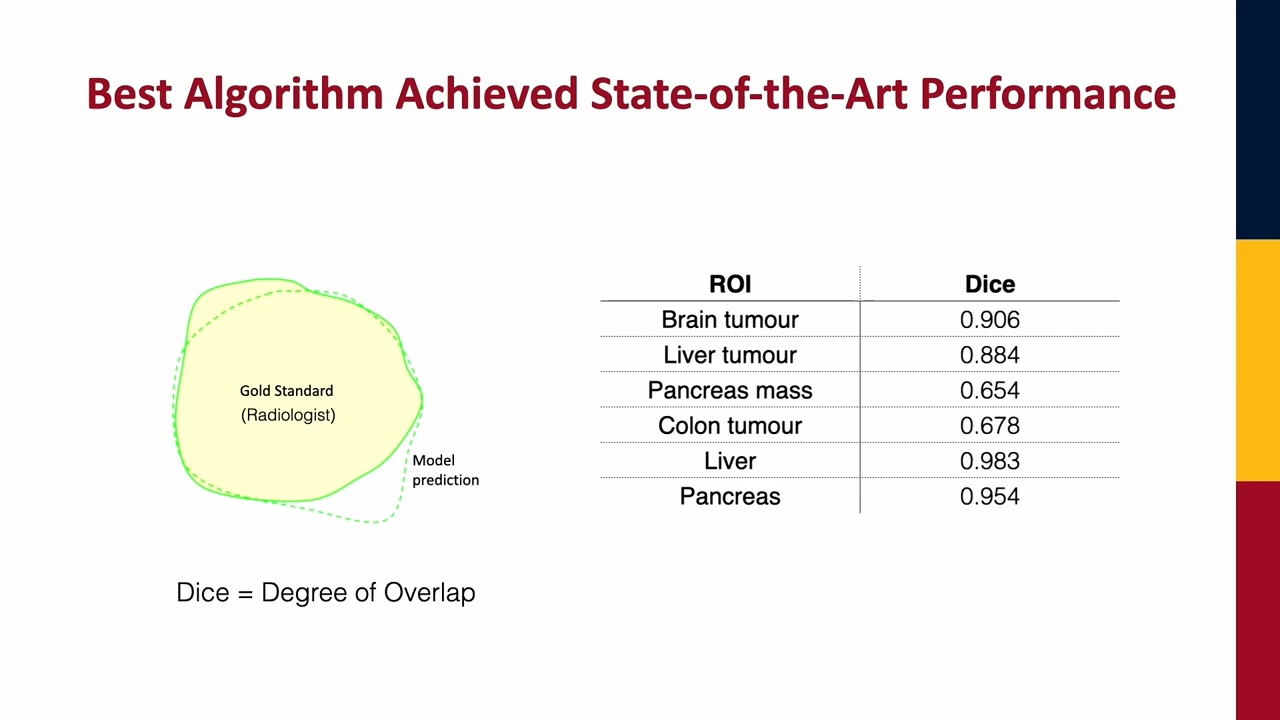 Best Algorithm Achieved State-of-the-Art Performance
Gold Standard
(Radiologist)
Model
prediction
Dice = Degree of Overlap
ROI Dice
Brain tumour 0.906
Liver tumour 0.884
Pancreas mass 0.654
Colon tumour 0.678
Liver 0.983
Pancreas 0.954